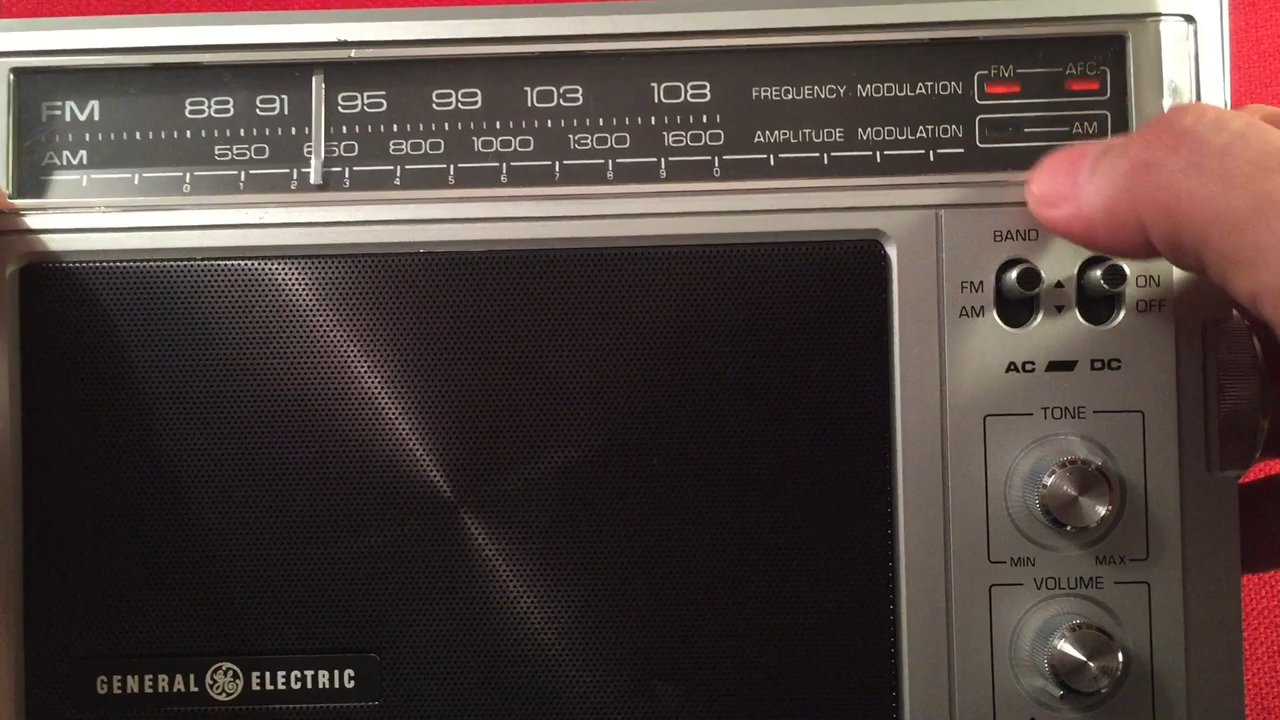 FM 88 91 95 99 103 108 FREQUENCY MODULATION FM AFC
AM 550 650 800 1000 1300 1600 AMPLITUDE MODULATION AM
0 1 2 3 4 5 6 7 8 9 0
BAND
FM ON
AM OFF
AC DC
TONE
MIN MAX
VOLUME
GENERAL GE ELECTRIC